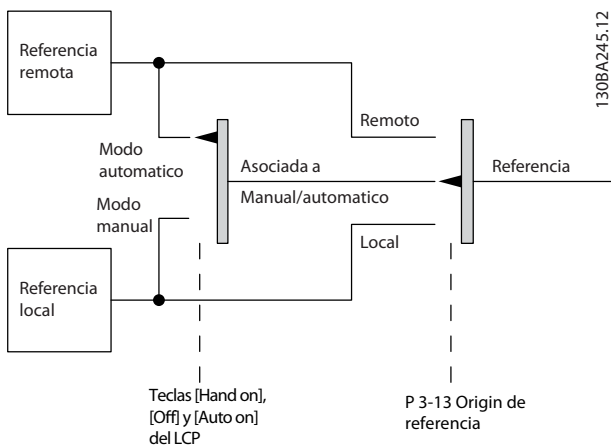 Referencia
remota
130BA245.12
Remoto
Modo
automatico
Asociada a
Manual/automatico
Referencia
Modo
manual
Local
Referencia
local
Teclas [Hand on],
[Off] y [Auto on]
del LCP
P 3-13 Origin de
referencia